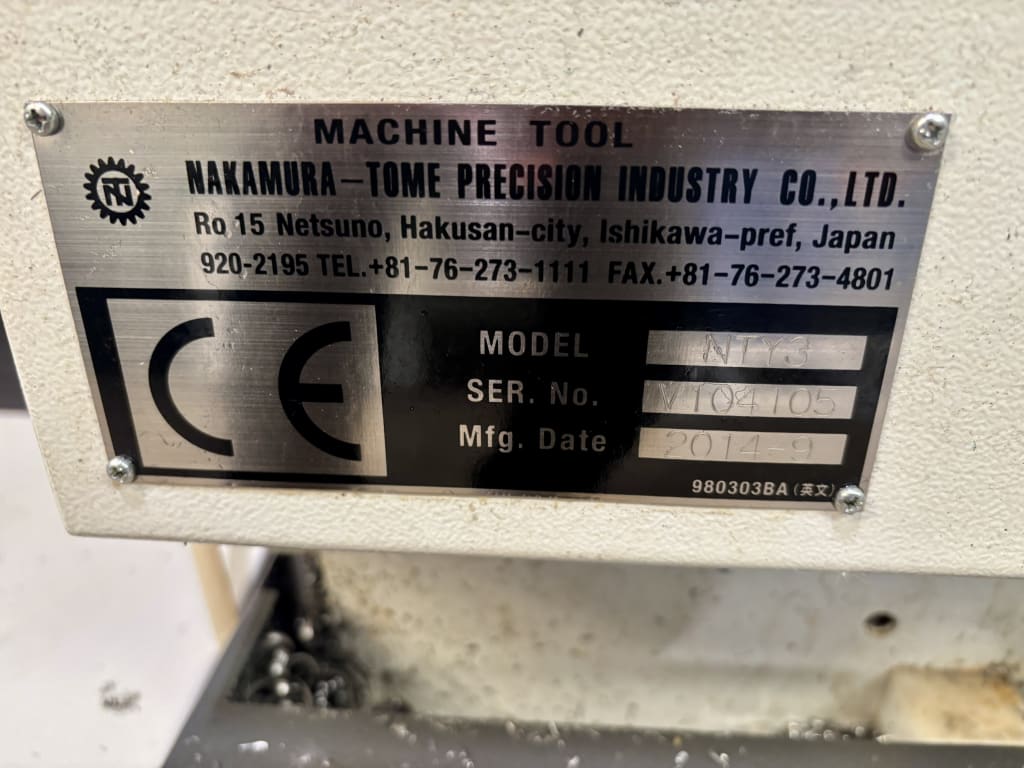 MACHINE TOOL
TN
NAKAMURA-TOME PRECISION INDUSTRY CO.,LTD.
Ro 15 Netsuno, Hakusan-city, Ishikawa-pref, Japan
920-2195 TEL.+81-76-273-1111 FAX.+81-76-273-4801
CE
MODEL NTY3
SER. No. V104105
Mfg. Date 2014-9
980303BA (英文)